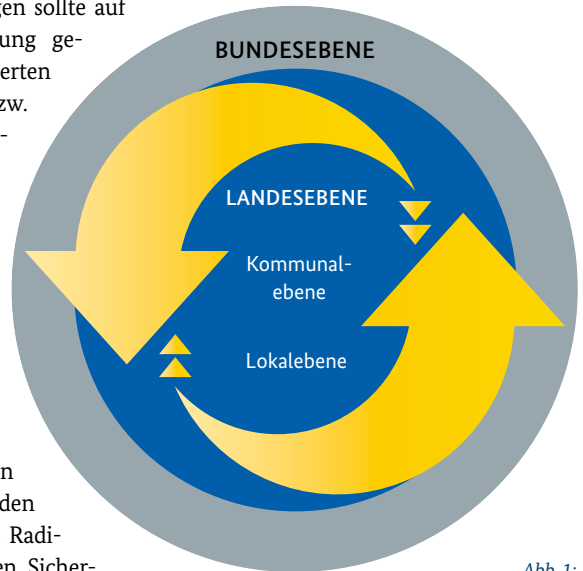 gen sollte auf
ung ge-
erten
zw.
-
BUNDESEBENE
LANDESEBENE
Kommunal-
ebene
Lokalebene
n
den
Radi-
en Sicher-
Abb. 1: